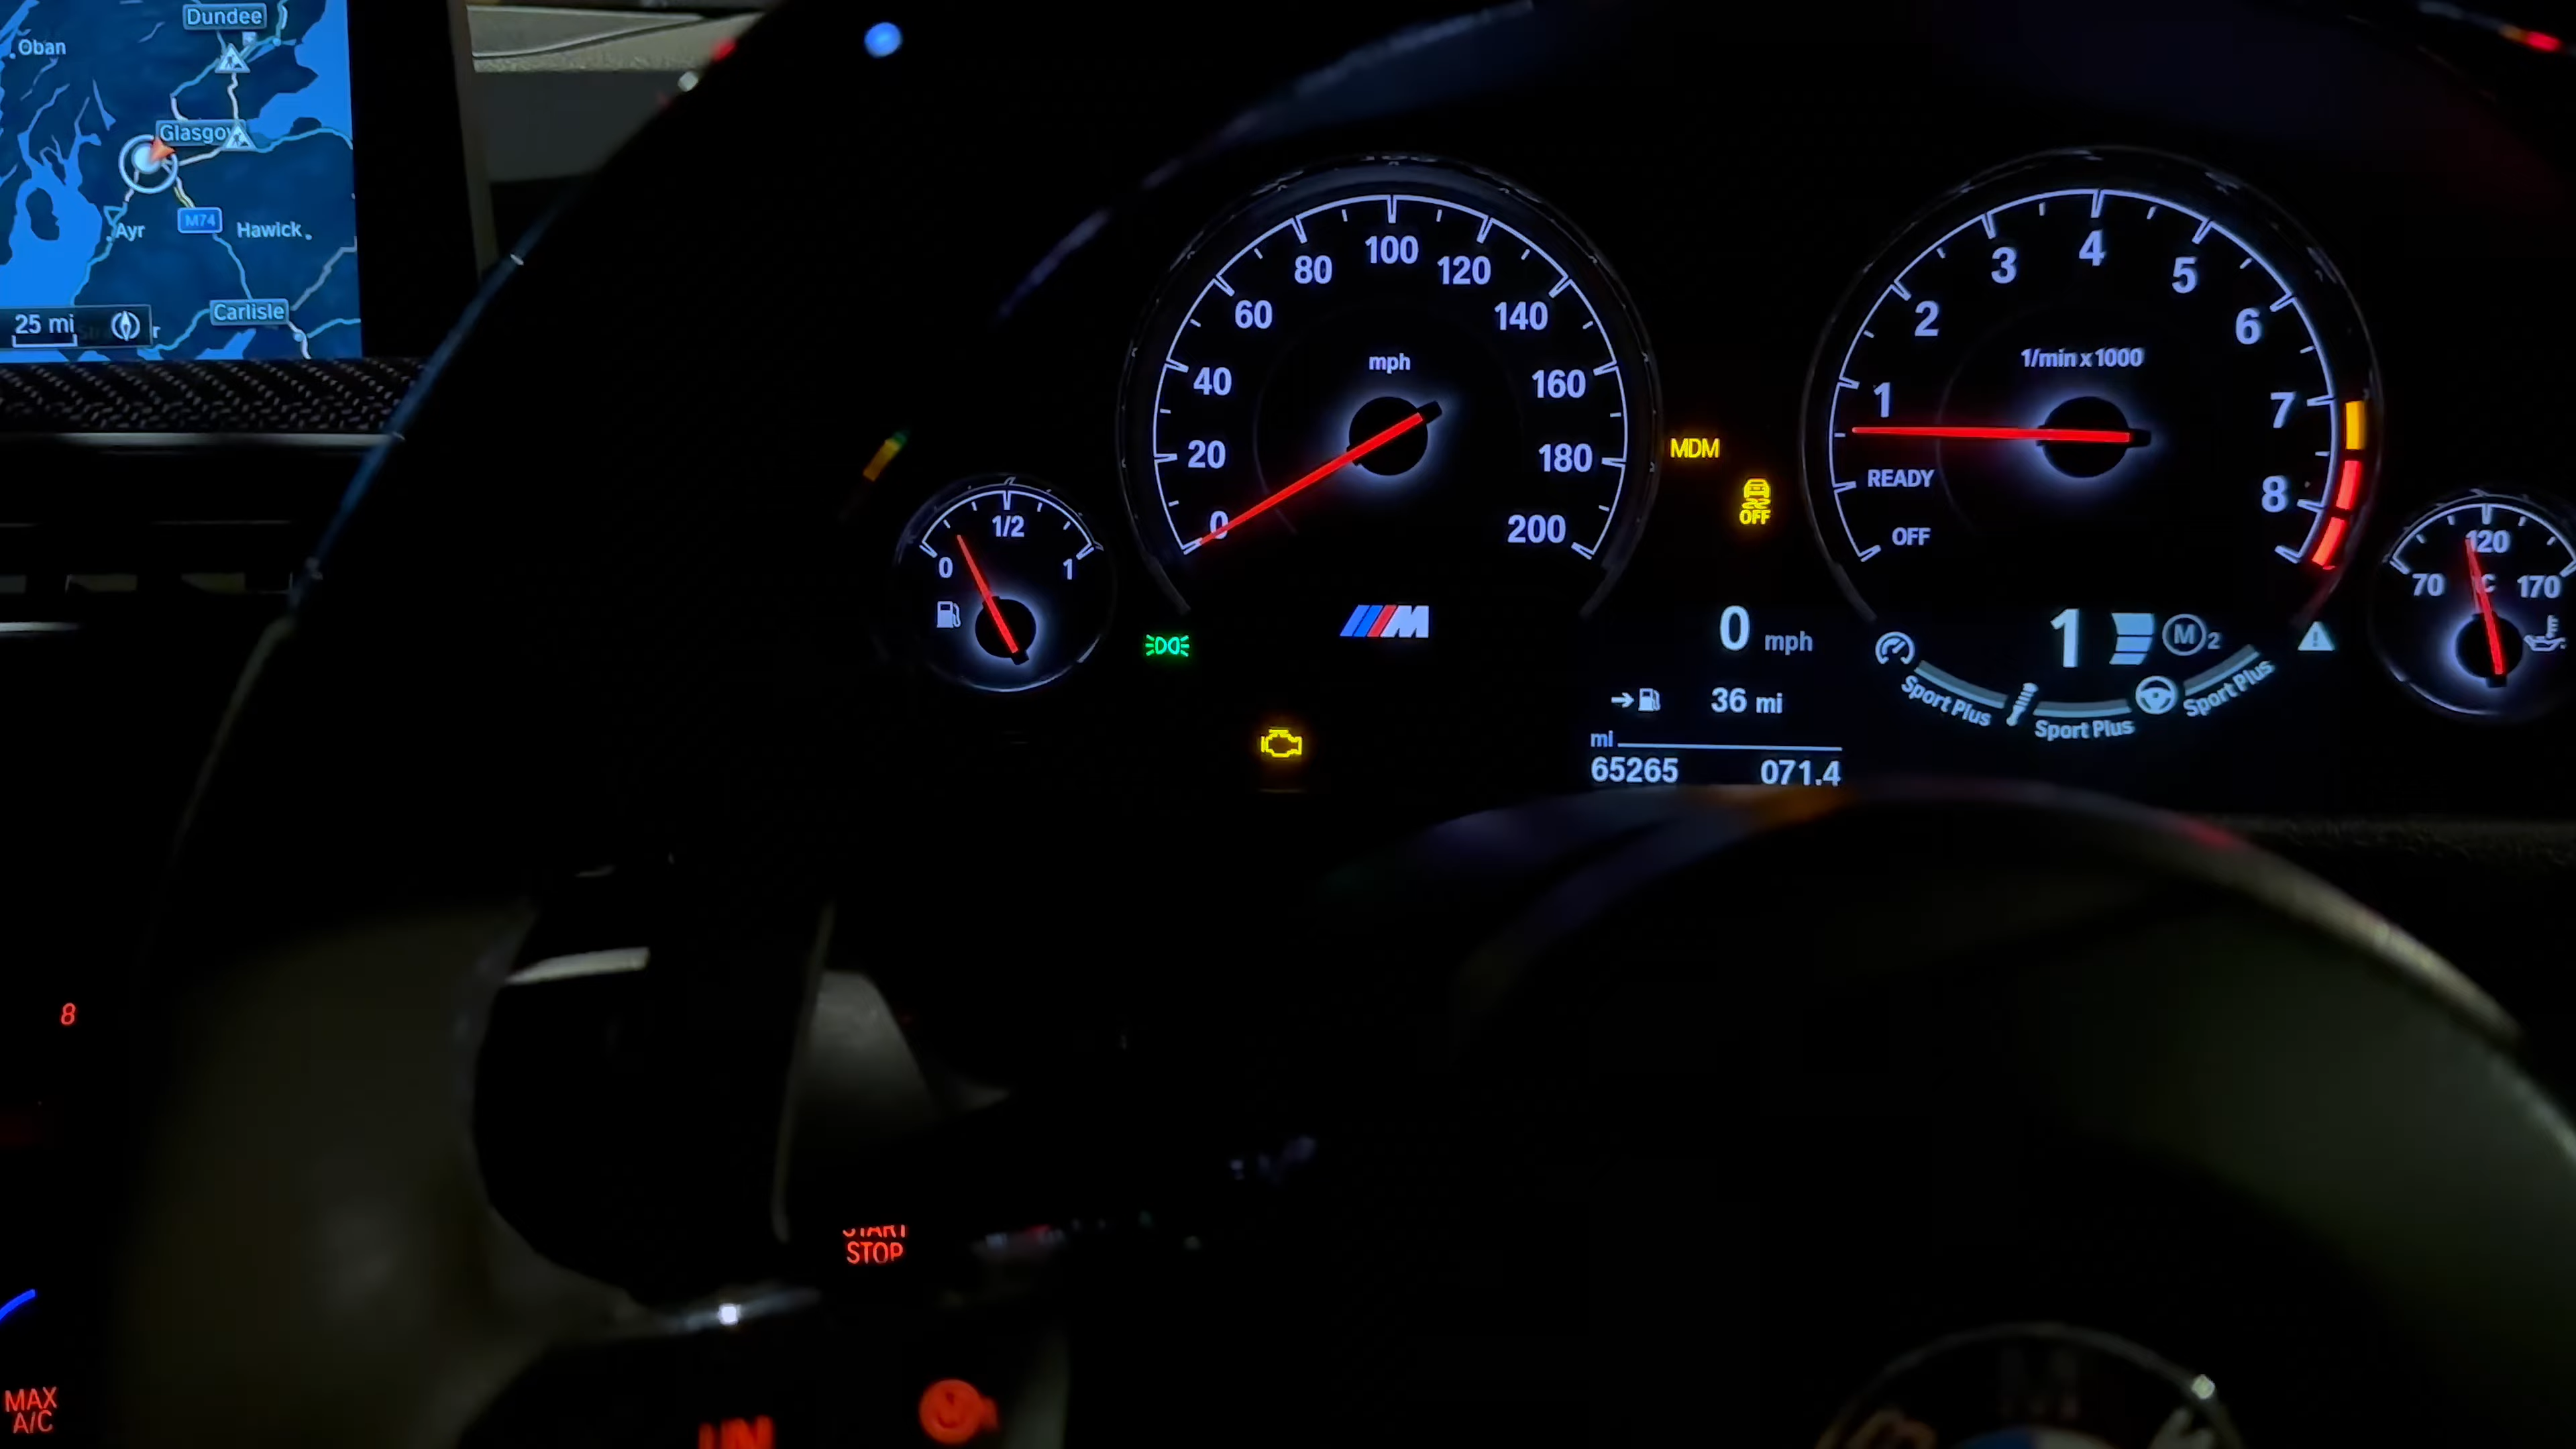 Dundee
Oban
Glasgow
M74
Ayr
Hawick
Carlisle
25 mi
0
20
40
60
80
100
120
140
160
180
200
mph
MDM
OFF
1
2
3
4
5
6
7
8
1/min x 1000
READY
OFF
0
1/2
1
70
120
170
°C
M
0 mph
36 mi
mi
65265 071.4
1 M 2
Sport Plus
Sport Plus
Sport Plus
8
START
STOP
MAX
A/C